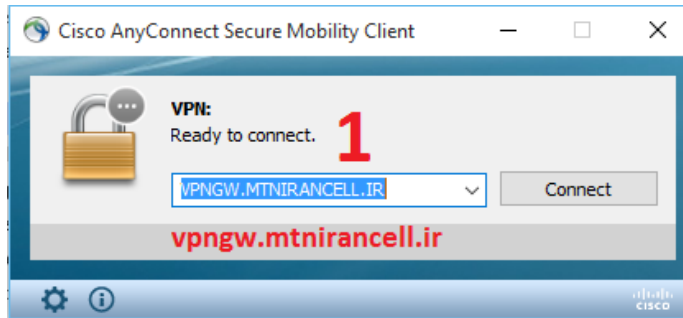 Cisco AnyConnect Secure Mobility Client
VPN:
Ready to connect.
1
VPNGW.MTNIRANCELL.IR
Connect
vpngw.mtnirancell.ir
CISCO